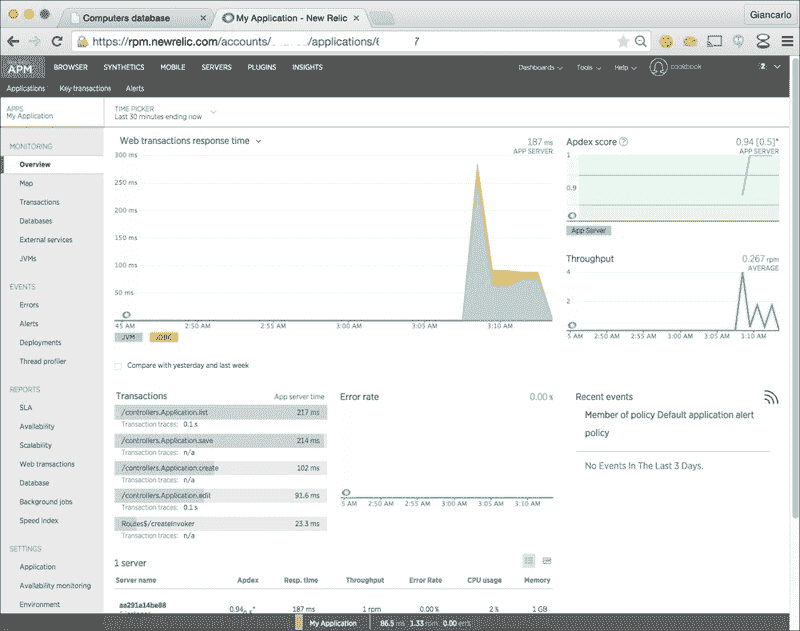 Computers database
My Application - New Relic
Giancarlo
https://rpm.newrelic.com/accounts/ /applications/6 7
APM
BROWSER SYNTHETICS MOBILE SERVERS PLUGINS INSIGHTS
Dashboards Tools Help cookbook 2
Applications Key transactions Alerts
APPS
My Application
TIME PICKER
Last 30 minutes ending now
MONITORING
Overview
Map
Transactions
Databases
External services
JVMs
EVENTS
Errors
Alerts
Deployments
Thread profiler
REPORTS
SLA
Availability
Scalability
Web transactions
Database
Background jobs
Speed index
SETTINGS
Application
Availability monitoring
Environment
Web transactions response time
187 ms
APP SERVER
300 ms
250 ms
200 ms
150 ms
100 ms
50 ms
45 AM 2:50 AM 2:55 AM 3:00 AM 3:05 AM 3:10 AM
JVM
Compare with yesterday and last week
Apdex score ?
0.94 [0.5]*
APP SERVER
1
0.9
App Server
Throughput
0.267 rpm
AVERAGE
4
2
5 AM 2:50 AM 2:55 AM 3:00 AM 3:05 AM 3:10 AM
Transactions App server time
/controllers.Application.list 217 ms
Transaction traces: 0.1 s
/controllers.Application.save 214 ms
Transaction traces: n/a
/controllers.Application.create 102 ms
Transaction traces: n/a
/controllers.Application.edit 91.6 ms
Transaction traces: 0.1 s
Routes$/createInvoker 23.3 ms
Transaction traces: n/a
Error rate
0.00 %
5 AM 2:50 AM 2:55 AM 3:00 AM 3:05 AM 3:10 AM
Recent events
Member of policy Default application alert
policy
No Events In The Last 3 Days.
1 server
Server name Apdex Resp. time Throughput Error Rate CPU usage Memory
aa291a14be88 0.94 0.5* 187 ms 1 rpm 0.00 % 2 % 1 GB
My Application 86.5 ms 1.33 rpm 0.00 err%